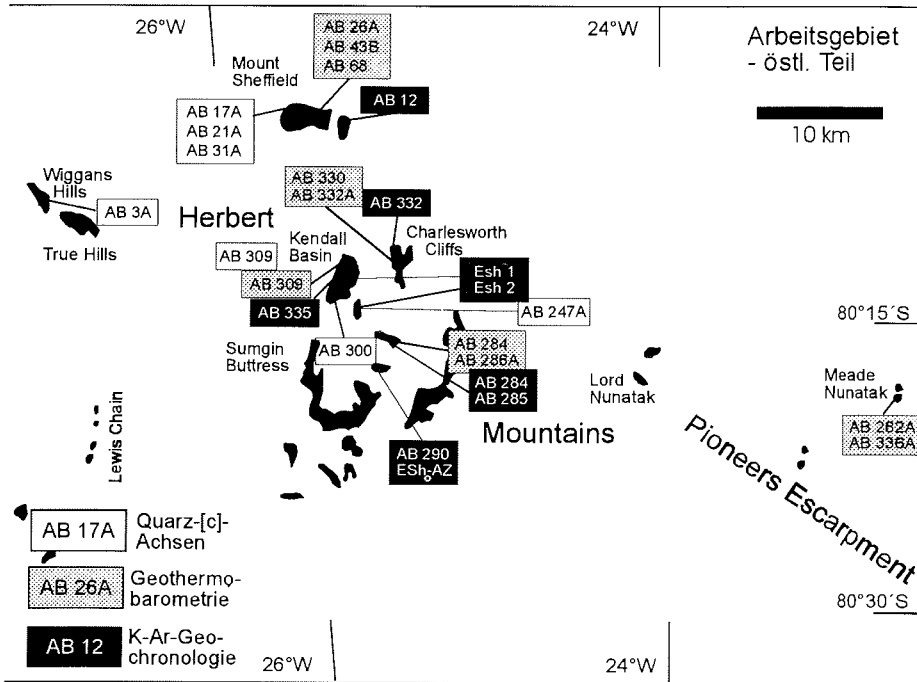 26°W
24°W
Arbeitsgebiet
- östl. Teil
10 km
AB 26A
AB 43B
AB 68
Mount
Sheffield
AB 12
AB 17A
AB 21A
AB 31A
Wiggans
Hills
AB 3A
True Hills
Herbert
AB 330
AB 332A
AB 332
Charlesworth
Cliffs
Kendall
Basin
AB 309
AB 309
AB 335
Esh 1
Esh 2
AB 247A
80°15´S
Sumgin
Buttress
AB 300
AB 284
AB 286A
AB 284
AB 285
Lord
Nunatak
Meade
Nunatak
AB 262A
AB 336A
Lewis Chain
Mountains
Pioneers Escarpment
AB 290
ESh-AZ
AB 17A
Quarz-[c]-
Achsen
AB 26A
Geothermo-
barometrie
AB 12
K-Ar-Geo-
chronologie
80°30´S
26°W
24°W